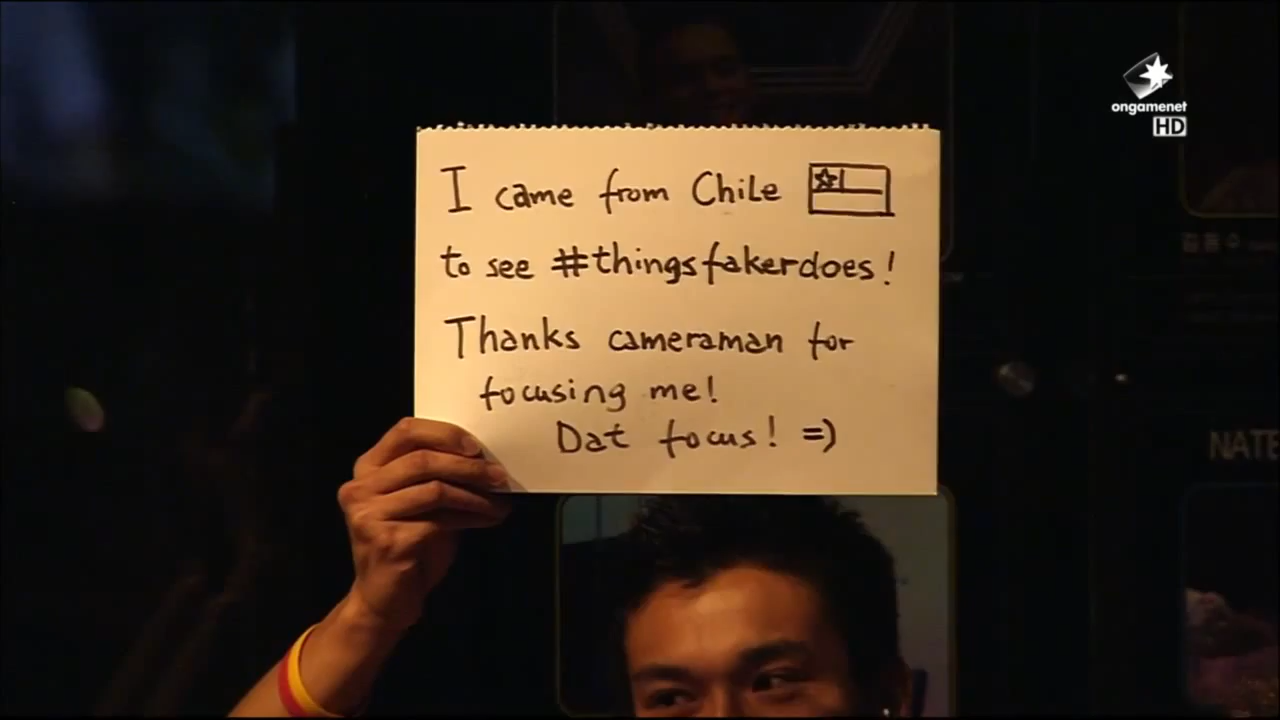 I came from Chile
to see #thingsfakerdoes!
Thanks cameraman for
focusing me!
Dat focus! =)
ongamenet
HD
NATE